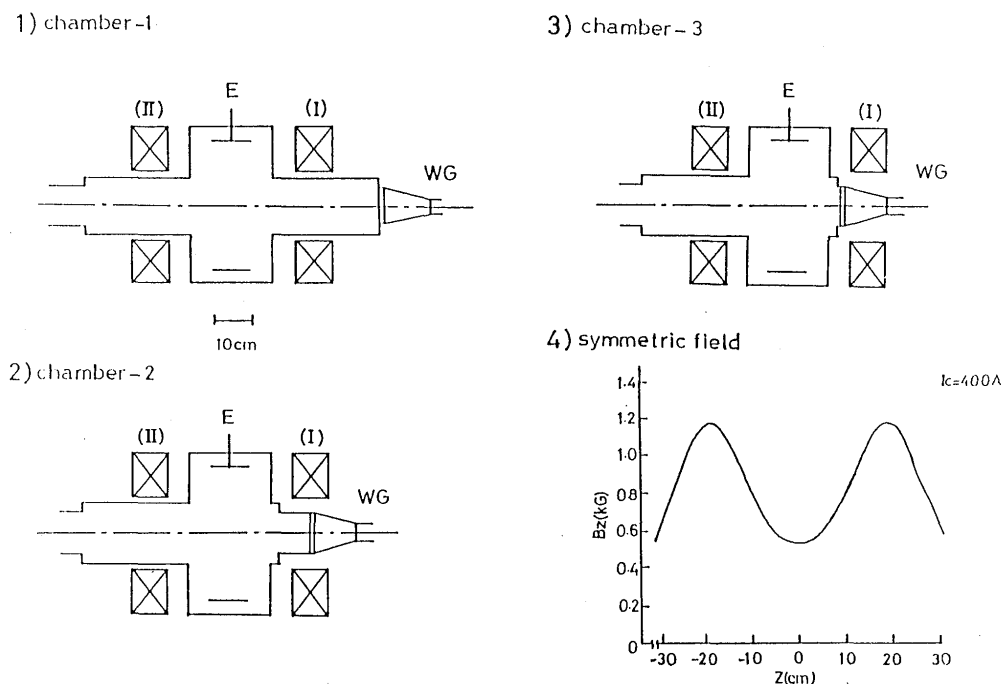 1) chamber-1
(II)
E
(I)
WG
10cm
2) chamber-2
(II)
E
(I)
WG
3) chamber-3
(II)
E
(I)
WG
4) symmetric field
Ic=400A
Bz(kG)
1.4
1.2
1.0
0.8
0.6
0.4
0.2
0
-30 -20 -10 0 10 20 30
Z(cm)